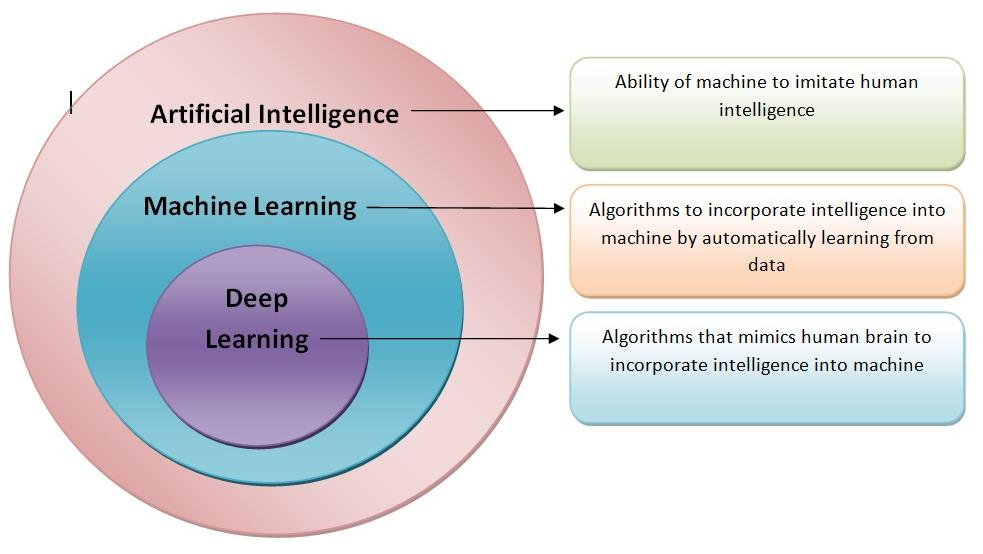 Artificial Intelligence
Ability of machine to imitate human
intelligence
Machine Learning
Algorithms to incorporate intelligence into
machine by automatically learning from
data
Deep
Learning
Algorithms that mimics human brain to
incorporate intelligence into machine